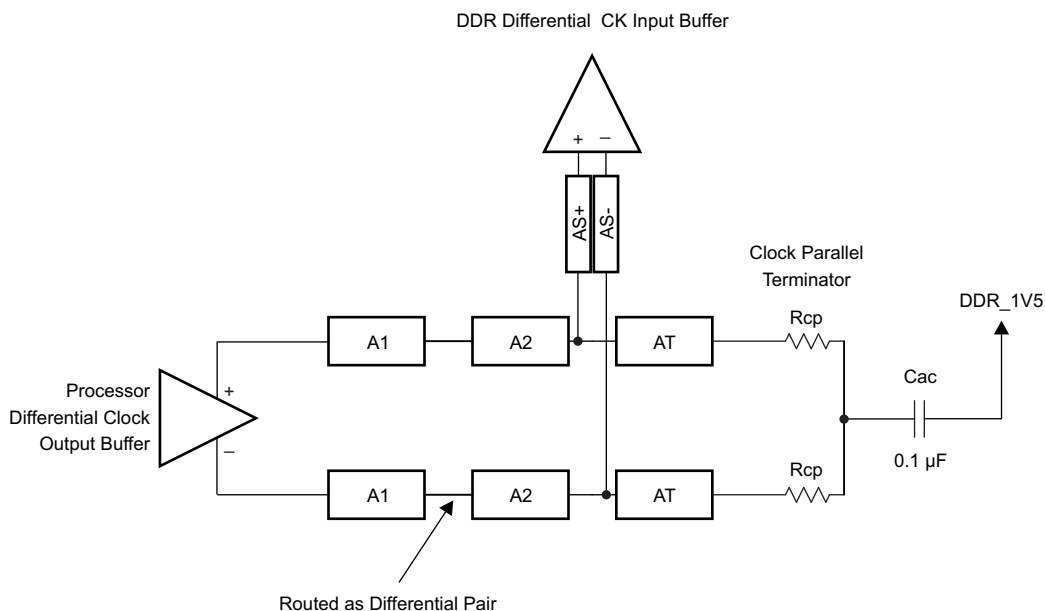 DDR Differential CK Input Buffer
+ –
AS+
AS-
Clock Parallel
Terminator
DDR_1V5
Rcp
A1
A2
AT
Cac
Processor
Differential Clock
Output Buffer
+
–
0.1 µF
Rcp
A1
A2
AT
Routed as Differential Pair